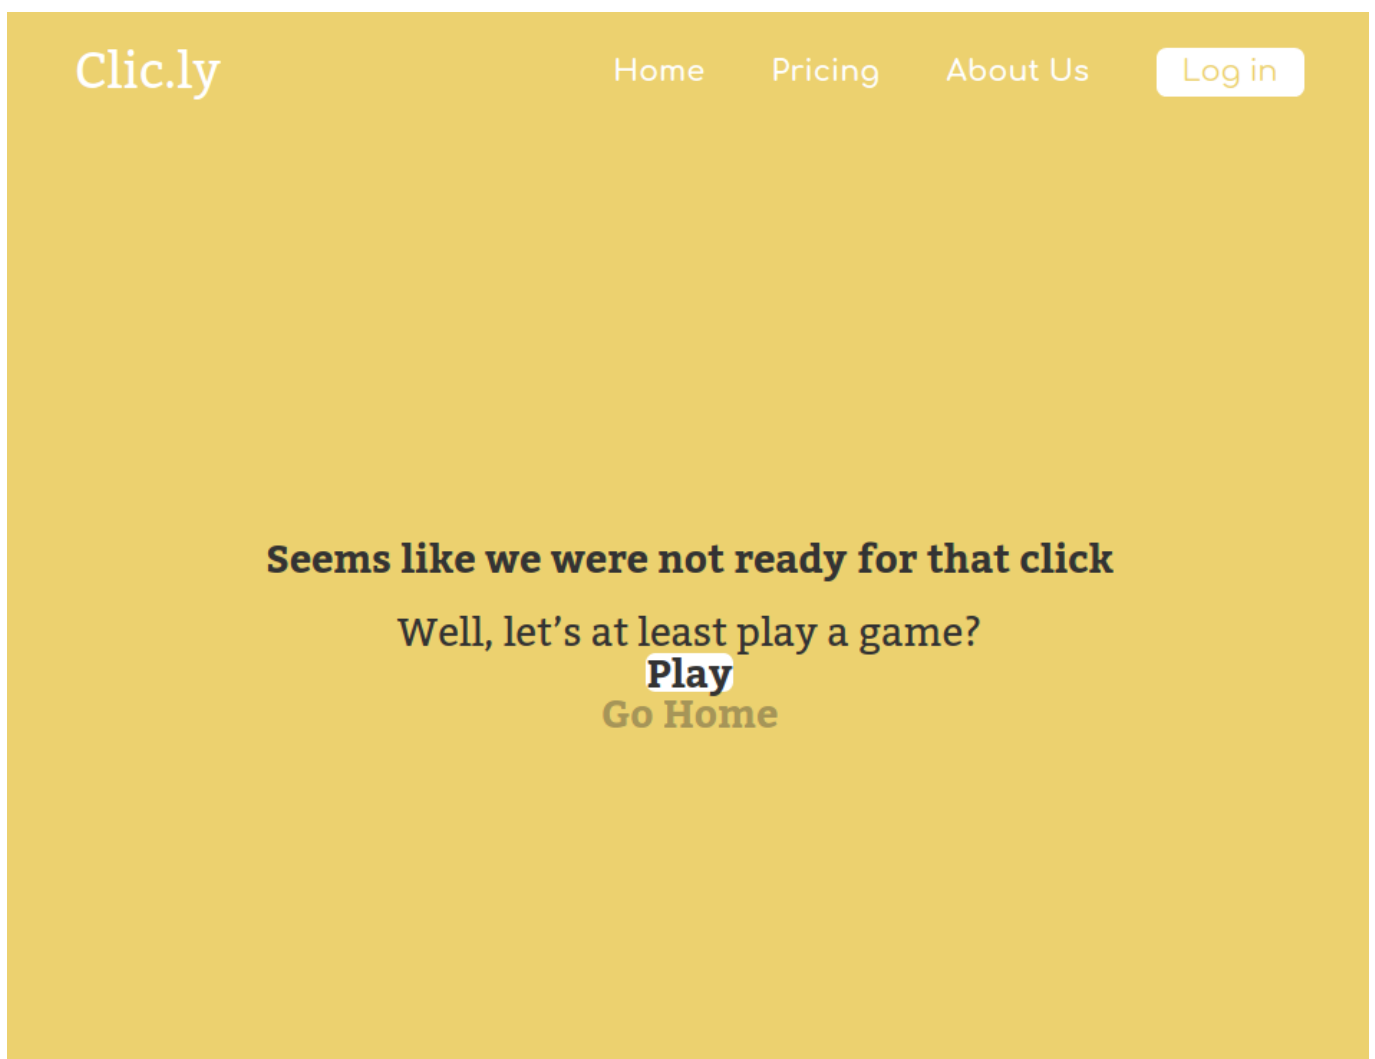 Clic.ly Home Pricing About Us Log in
Seems like we were not ready for that click
Well, let’s at least play a game?
Play
Go Home